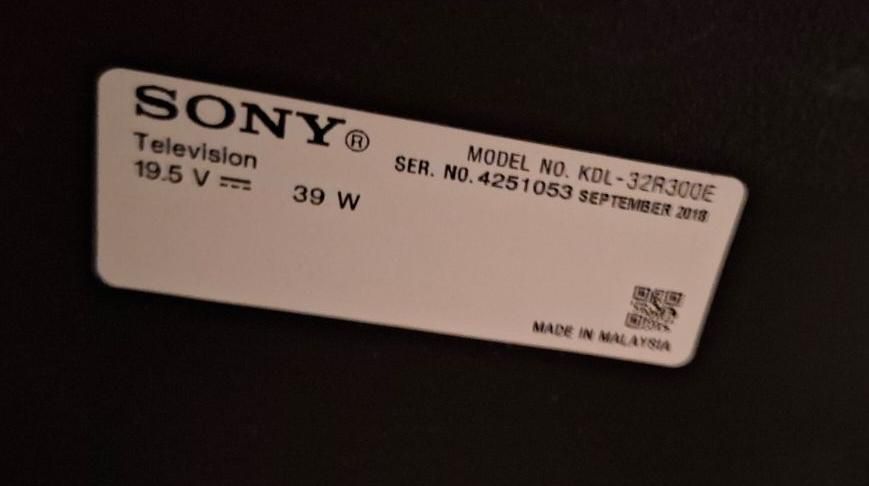 SONY®
Television
19.5 V ⎓ 39 W
MODEL NO. KDL-32R300E
SER. NO. 4251053 SEPTEMBER 2018
MADE IN MALAYSIA